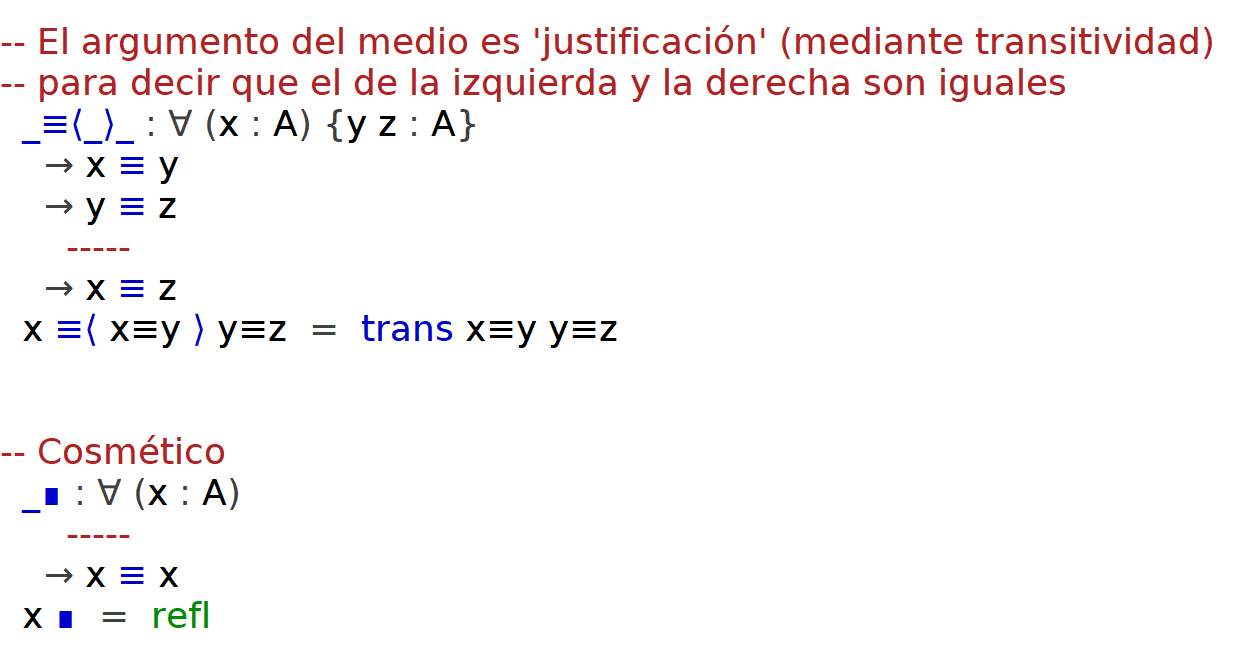 -- El argumento del medio es 'justificación' (mediante transitividad)
-- para decir que el de la izquierda y la derecha son iguales
_≡⟨_⟩_ : ∀ (x : A) {y z : A}
→ x ≡ y
→ y ≡ z
-----
→ x ≡ z
x ≡⟨ x≡y ⟩ y≡z = trans x≡y y≡z
-- Cosmético
_∎ : ∀ (x : A)
-----
→ x ≡ x
x ∎ = refl